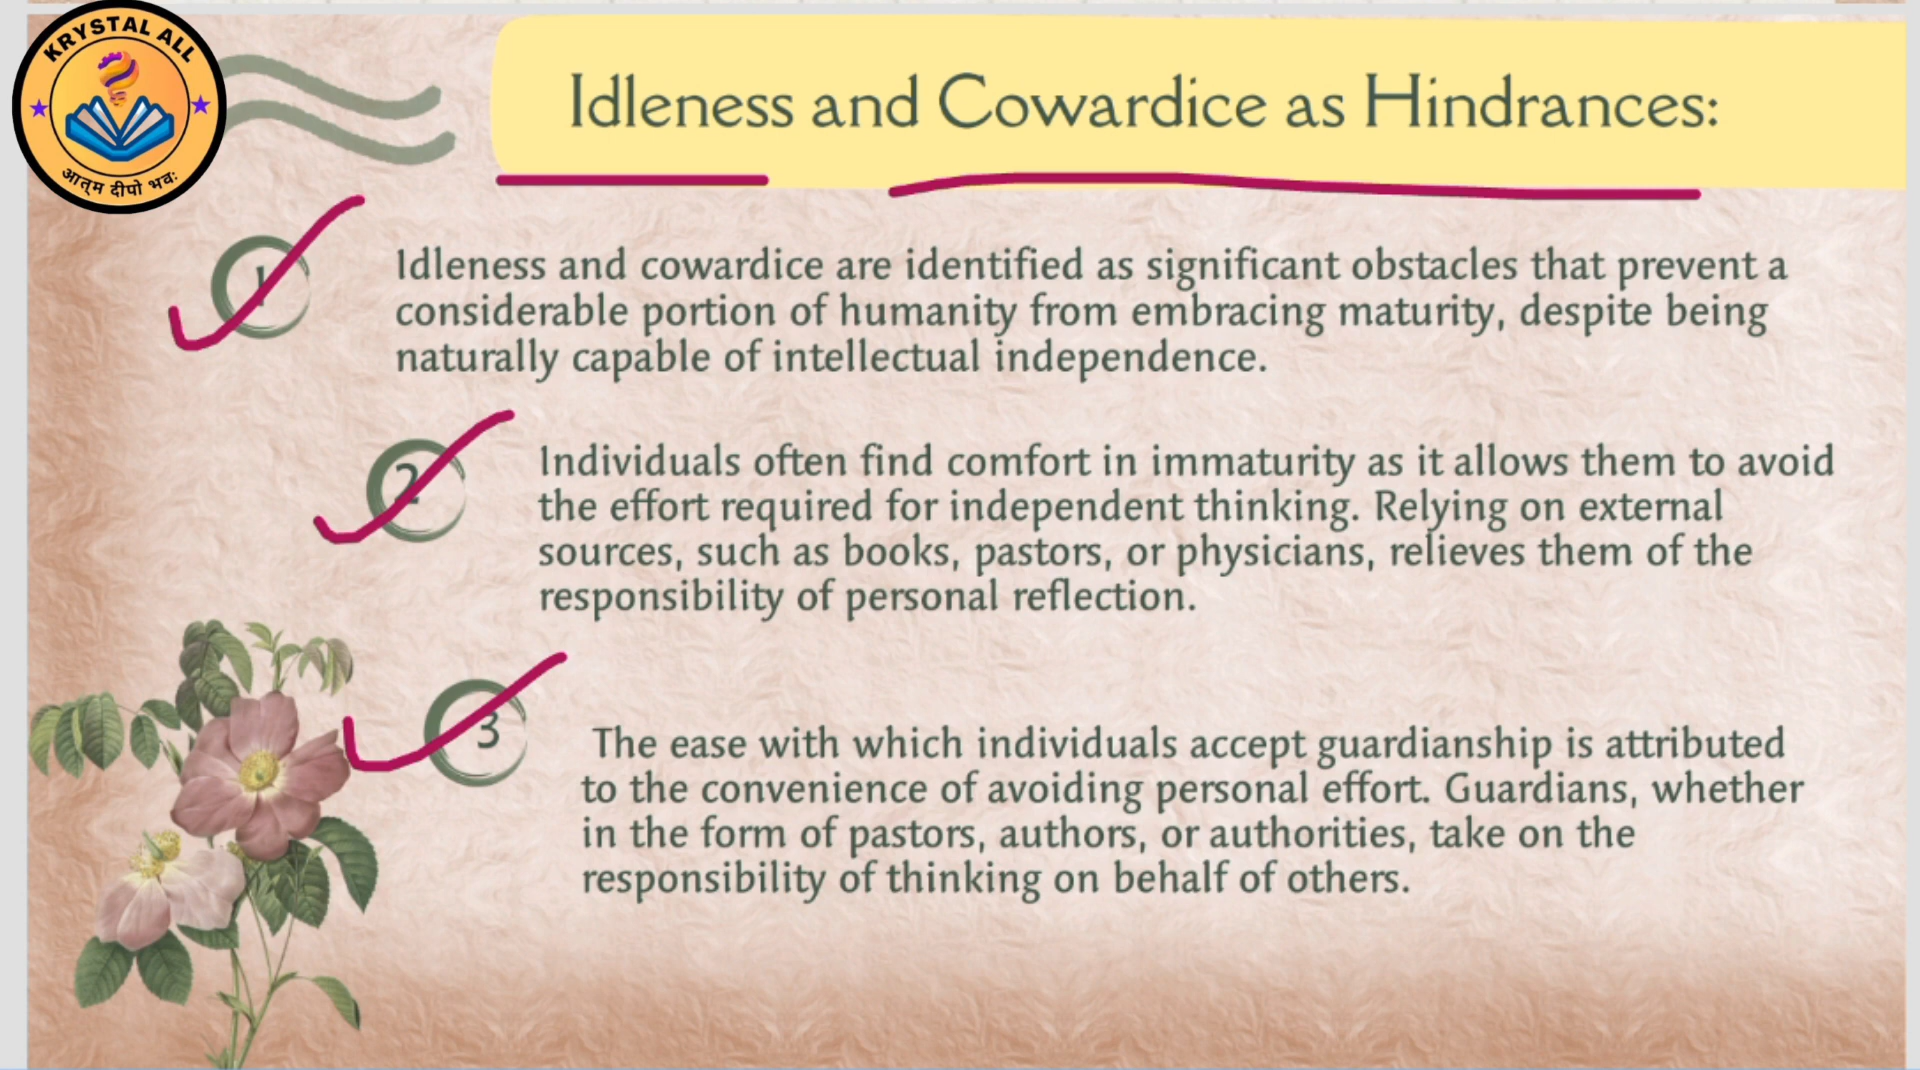 KRYSTAL ALL
आत्म दीपो भवः
Idleness and Cowardice as Hindrances:
1
Idleness and cowardice are identified as significant obstacles that prevent a
considerable portion of humanity from embracing maturity, despite being
naturally capable of intellectual independence.
2
Individuals often find comfort in immaturity as it allows them to avoid
the effort required for independent thinking. Relying on external
sources, such as books, pastors, or physicians, relieves them of the
responsibility of personal reflection.
3
The ease with which individuals accept guardianship is attributed
to the convenience of avoiding personal effort. Guardians, whether
in the form of pastors, authors, or authorities, take on the
responsibility of thinking on behalf of others.